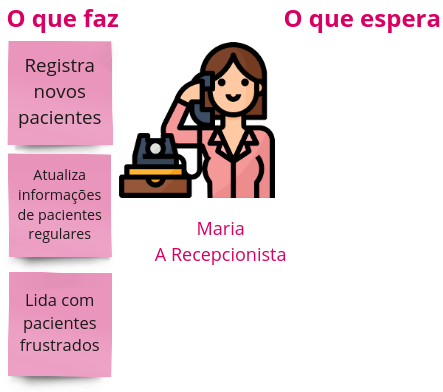 O que faz
O que espera
Registra
novos
pacientes
Atualiza
informações
de pacientes
regulares
Lida com
pacientes
frustrados
Maria
A Recepcionista